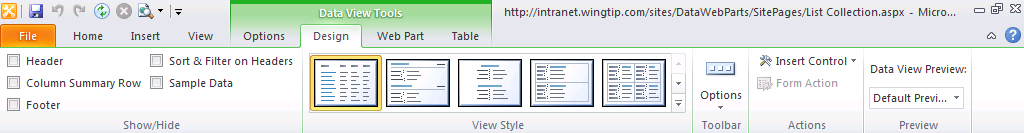 Data View Tools
http://intranet.wingtip.com/sites/DataWebParts/SitePages/List Collection.aspx - Micro...
File Home Insert View Options Design Web Part Table
Header Sort & Filter on Headers
Column Summary Row Sample Data
Footer
Show/Hide
View Style
Options
Toolbar
Insert Control
Form Action
Actions
Data View Preview:
Default Previ...
Preview